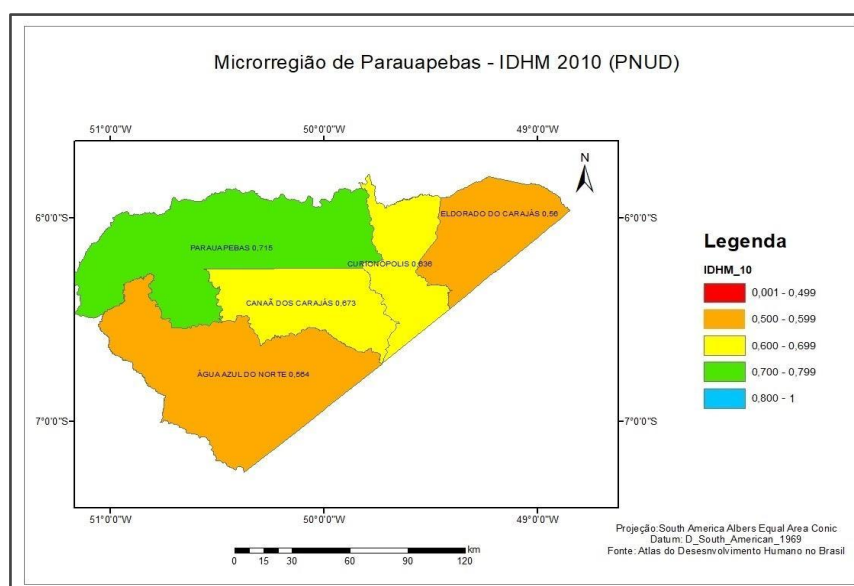 Microrregião de Parauapebas - IDHM 2010 (PNUD)
51°0'0"W 50°0'0"W 49°0'0"W
N
6°0'0"S 6°0'0"S
ELDORADO DO CARAJÁS 0,56
PARAUAPEBAS 0,715
CURIONÓPOLIS 0,636
CANAÃ DOS CARAJÁS 0,673
ÁGUA AZUL DO NORTE 0,564
7°0'0"S 7°0'0"S
51°0'0"W 50°0'0"W 49°0'0"W
Legenda
IDHM_10
0,001 - 0,499
0,500 - 0,599
0,600 - 0,699
0,700 - 0,799
0,800 - 1
km
0 15 30 60 90 120
Projeção:South America Albers Equal Area Conic
Datum: D_South_American_1969
Fonte: Atlas do Desesnvolvimento Humano no Brasil